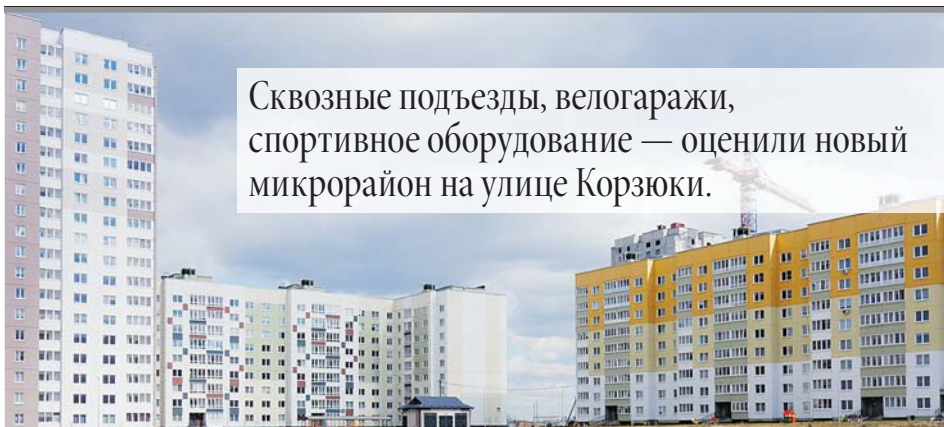 Сквозные подъезды, велогаражи,
спортивное оборудование — оценили новый
микрорайон на улице Корзюки.